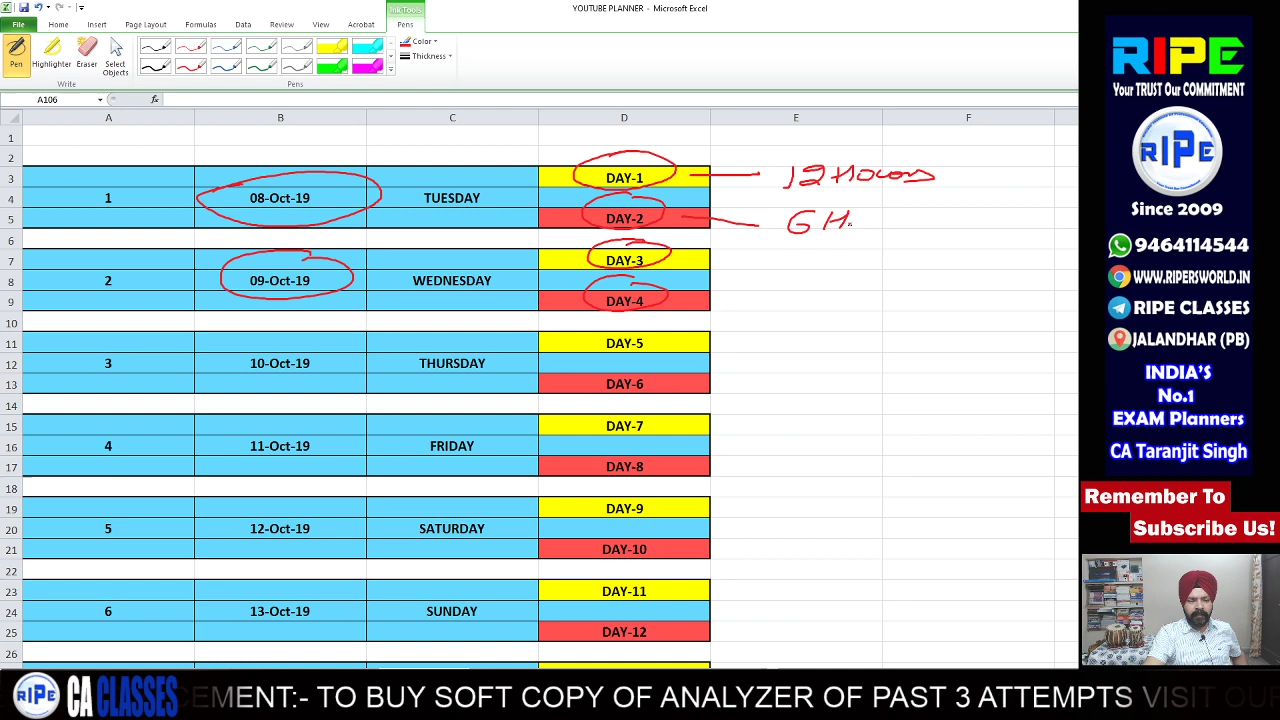 YOUTUBE PLANNER - Microsoft Excel
Ink Tools
File Home Insert Page Layout Formulas Data Review View Acrobat Pens
Pen Highlighter Eraser Select Objects
Color
Thickness
Write Pens
A106 fx
A B C D E F
1
2
3 DAY-1 12 Hours
4 1 08-Oct-19 TUESDAY
5 DAY-2 6 H
6
7 DAY-3
8 2 09-Oct-19 WEDNESDAY
9 DAY-4
10
11 DAY-5
12 3 10-Oct-19 THURSDAY
13 DAY-6
14
15 DAY-7
16 4 11-Oct-19 FRIDAY
17 DAY-8
18
19 DAY-9
20 5 12-Oct-19 SATURDAY
21 DAY-10
22
23 DAY-11
24 6 13-Oct-19 SUNDAY
25 DAY-12
26
RIPE
Your TRUST Our COMMITMENT
RIPE
Since 2009
9464114544
WWW.RIPERSWORLD.IN
RIPE CLASSES
JALANDHAR (PB)
INDIA'S
No.1
EXAM Planners
CA Taranjit Singh
Remember To
Subscribe Us!
RIPE CA CLASSES
CEMENT:- TO BUY SOFT COPY OF ANALYZER OF PAST 3 ATTEMPTS VISIT OUR